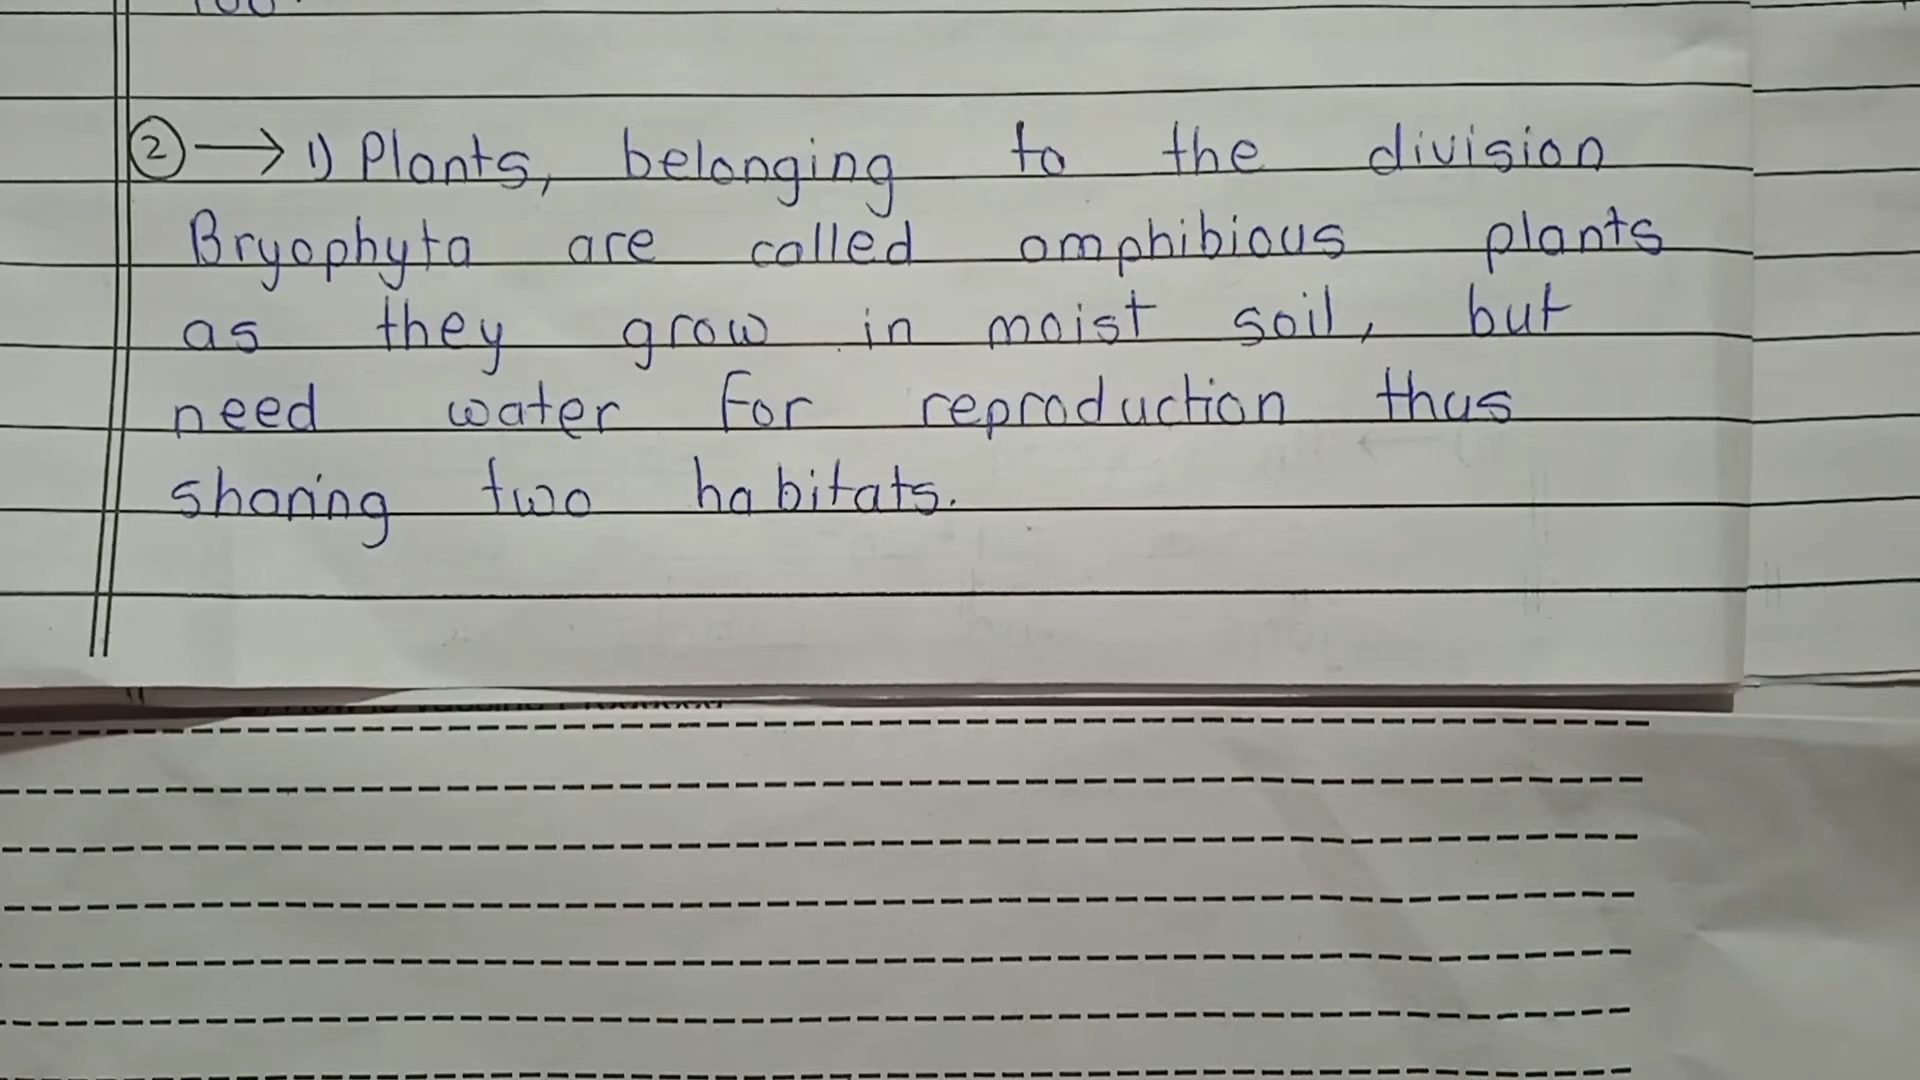 ② → 1) Plants, belonging to the division
Bryophyta are called amphibious plants
as they grow in moist soil, but
need water for reproduction thus
sharing two habitats.